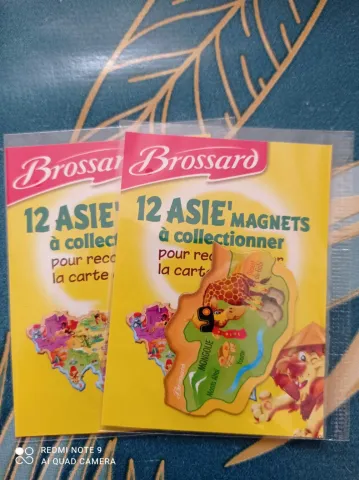 Brossard
12 ASIE'
à collect
pour reco
la carte
Brossard
12 ASIE'MAGNETS
à collectionner
pour rec
la cart
9
MONGOLIE
REDMI NOTE 9
AI QUAD CAMERA